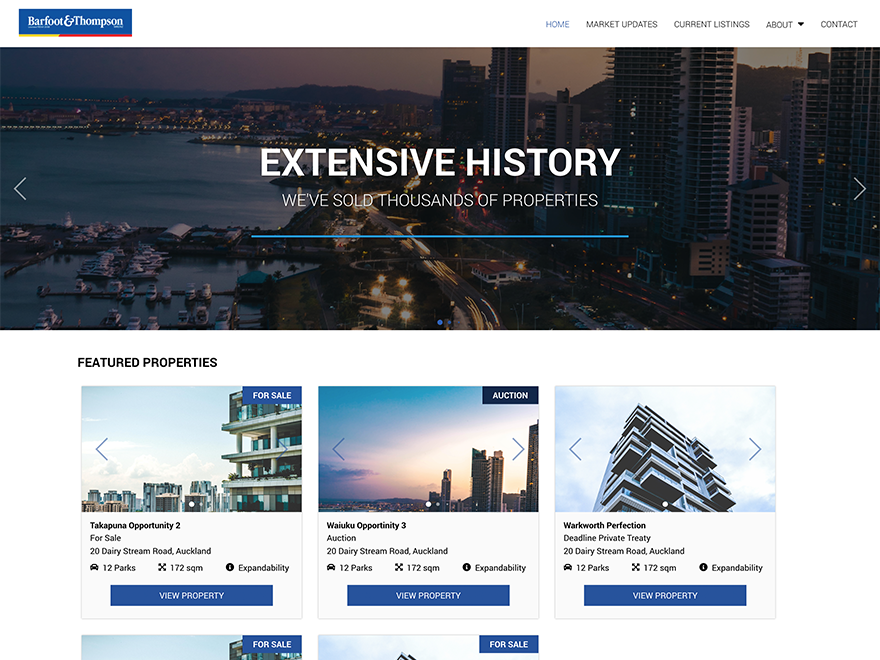 Barfoot&Thompson
HOME MARKET UPDATES CURRENT LISTINGS ABOUT CONTACT
EXTENSIVE HISTORY
WE'VE SOLD THOUSANDS OF PROPERTIES
FEATURED PROPERTIES
FOR SALE
Takapuna Opportunity 2
For Sale
20 Dairy Stream Road, Auckland
12 Parks 172 sqm Expandability
VIEW PROPERTY
AUCTION
Waiuku Opportinity 3
Auction
20 Dairy Stream Road, Auckland
12 Parks 172 sqm Expandability
VIEW PROPERTY
Warkworth Perfection
Deadline Private Treaty
20 Dairy Stream Road, Auckland
12 Parks 172 sqm Expandability
VIEW PROPERTY
FOR SALE
FOR SALE